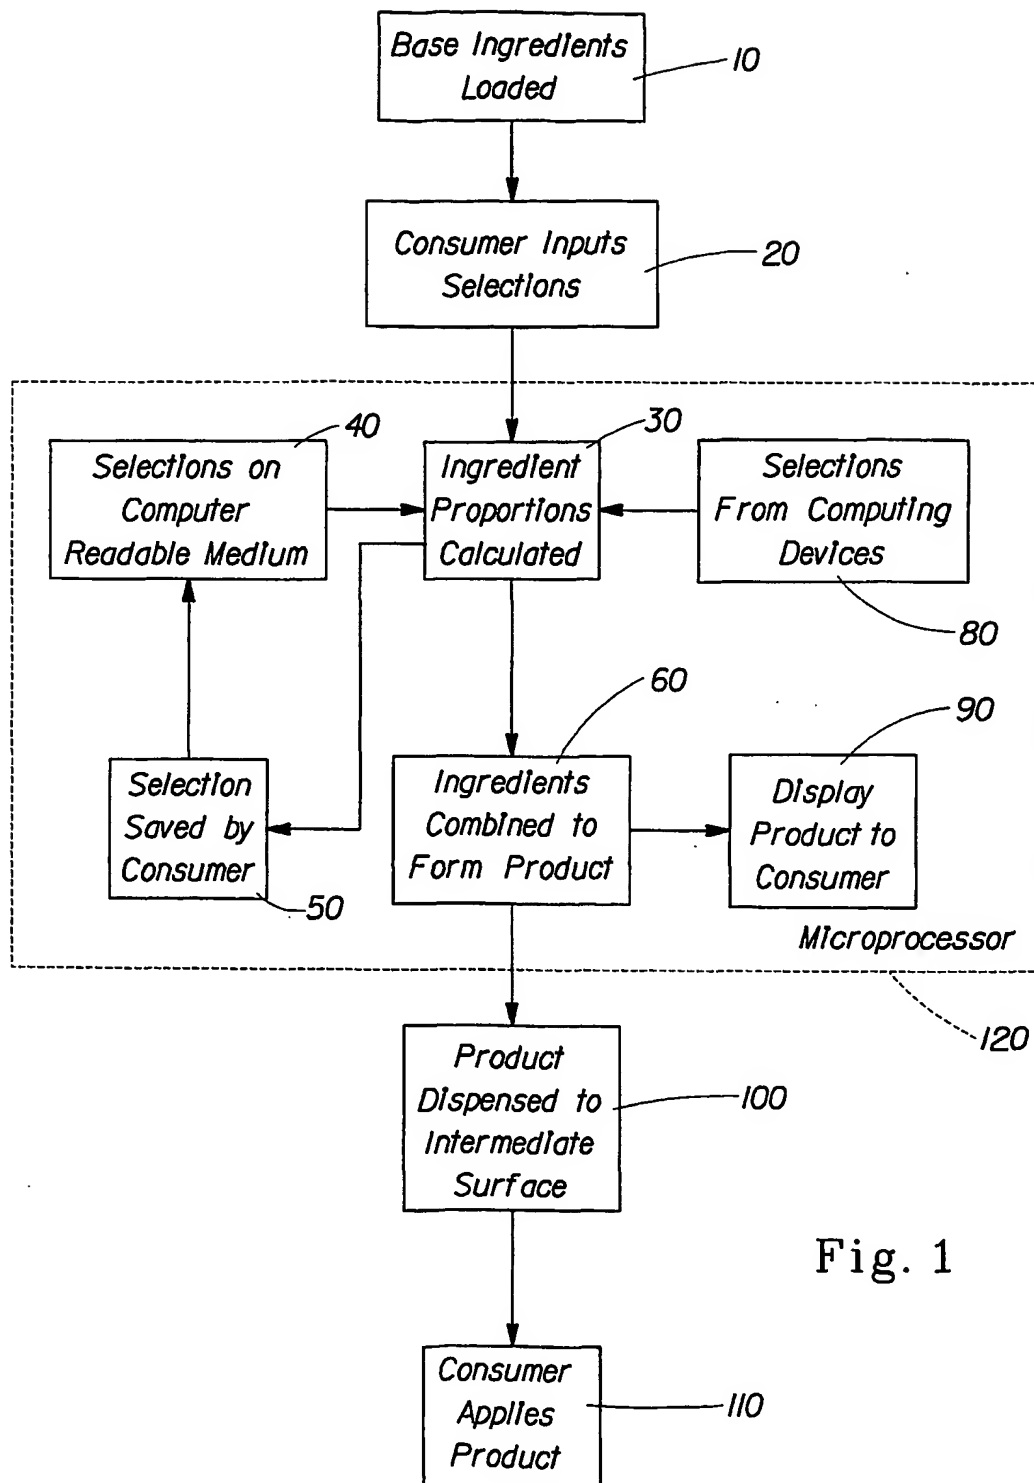 Base Ingredients
Loaded
10
Consumer Inputs
Selections
20
40
30
Selections on
Computer
Readable Medium
Ingredient
Proportions
Calculated
Selections
From Computing
Devices
80
60
90
Selection
Saved by
Consumer
50
Ingredients
Combined to
Form Product
Display
Product to
Consumer
Microprocessor
120
Product
Dispensed to
Intermediate
Surface
100
Fig. 1
Consumer
Applies
Product
110